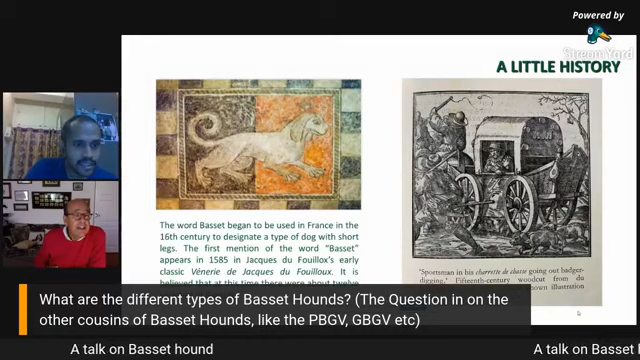 Powered by
StreamYard
A LITTLE HISTORY
The word Basset began to be used in France in the
16th century to designate a type of dog with short
legs. The first mention of the word "Basset"
appears in 1585 in Jacques du Fouillox's early
classic Vénerie de Jacques du Fouilloux. It is
believed that at this time there were about twelve
'Sportsman in his charrette de chasse going out badger-
digging.' Fifteenth-century woodcut from du
own illustration
What are the different types of Basset Hounds? (The Question in on the
other cousins of Basset Hounds, like the PBGV, GBGV etc)
A talk on Basset hound
A talk on Basset